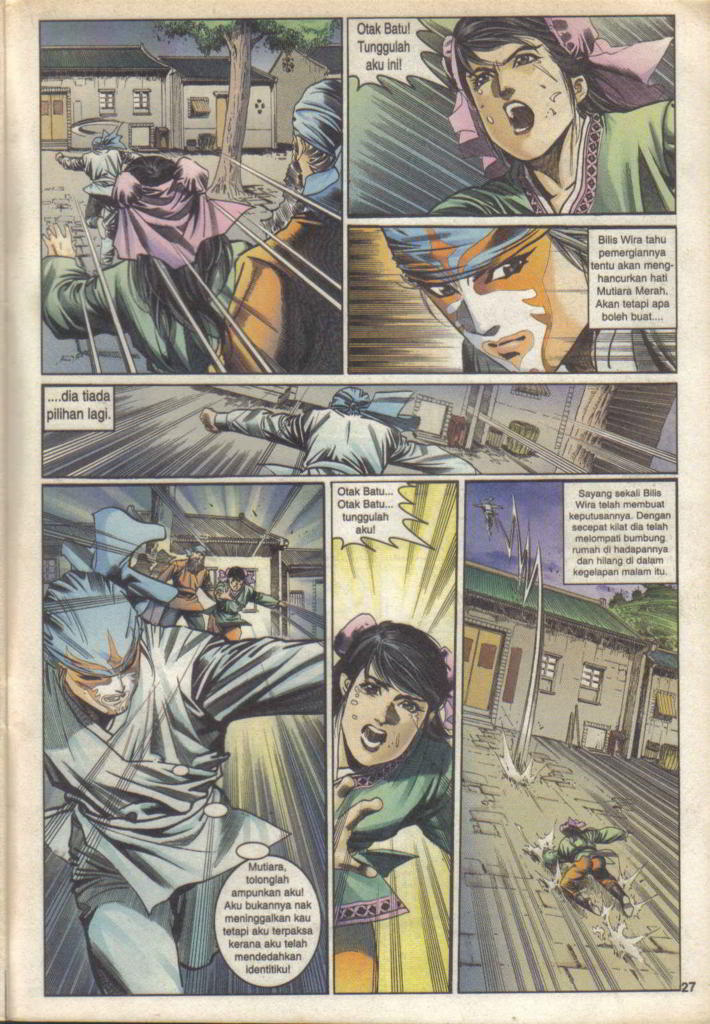 Otak Batu!
Tunggulah
aku ini!
Bilis Wira tahu
pemergiannya
tentu akan meng-
hancurkan hati
Mutiara Merah.
Akan tetapi apa
boleh buat....
....dia tiada
pilihan lagi.
Mutiara,
tolonglah
ampunkan aku!
Aku bukannya nak
meninggalkan kau
tetapi aku terpaksa
kerana aku telah
mendedahkan
identitiku!
Otak Batu...
Otak Batu...
tunggulah
aku!
Sayang sekali Bilis
Wira telah membuat
keputusannya. Dengan
secepat kilat dia telah
melompati bumbung
rumah di hadapannya
dan hilang di dalam
kegelapan malam itu.
27